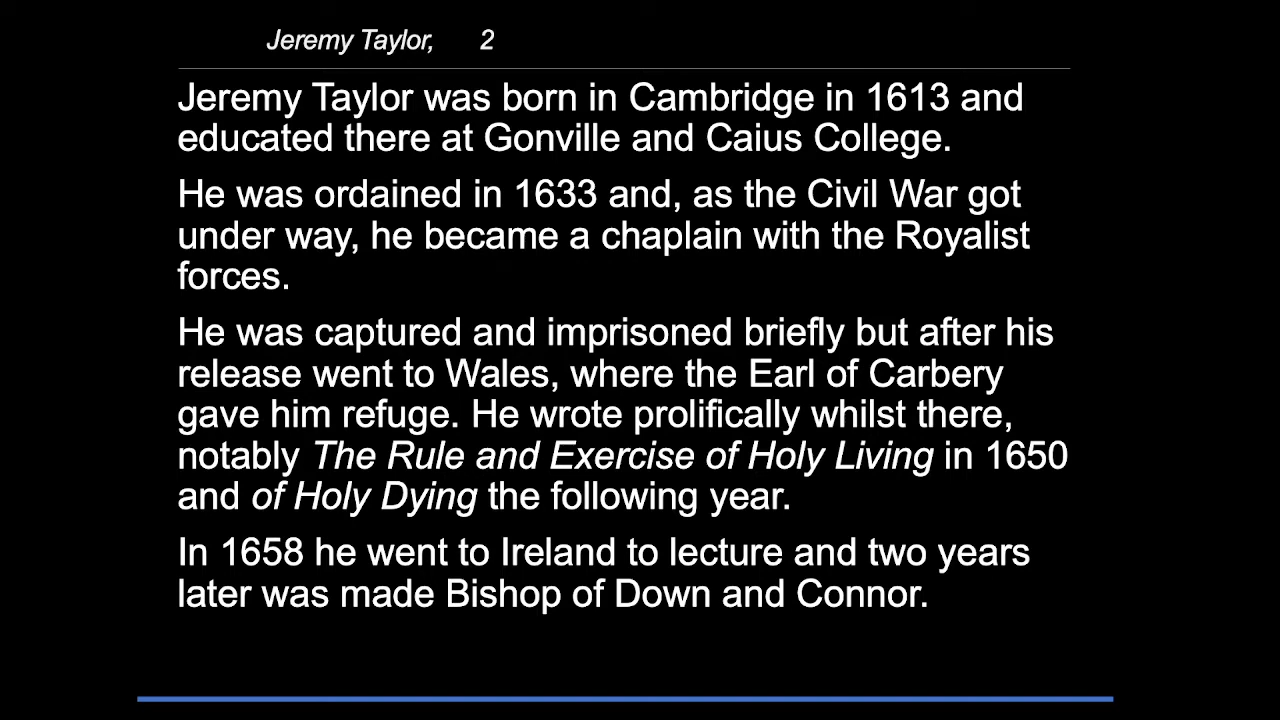 Jeremy Taylor, 2
Jeremy Taylor was born in Cambridge in 1613 and
educated there at Gonville and Caius College.
He was ordained in 1633 and, as the Civil War got
under way, he became a chaplain with the Royalist
forces.
He was captured and imprisoned briefly but after his
release went to Wales, where the Earl of Carbery
gave him refuge. He wrote prolifically whilst there,
notably The Rule and Exercise of Holy Living in 1650
and of Holy Dying the following year.
In 1658 he went to Ireland to lecture and two years
later was made Bishop of Down and Connor.